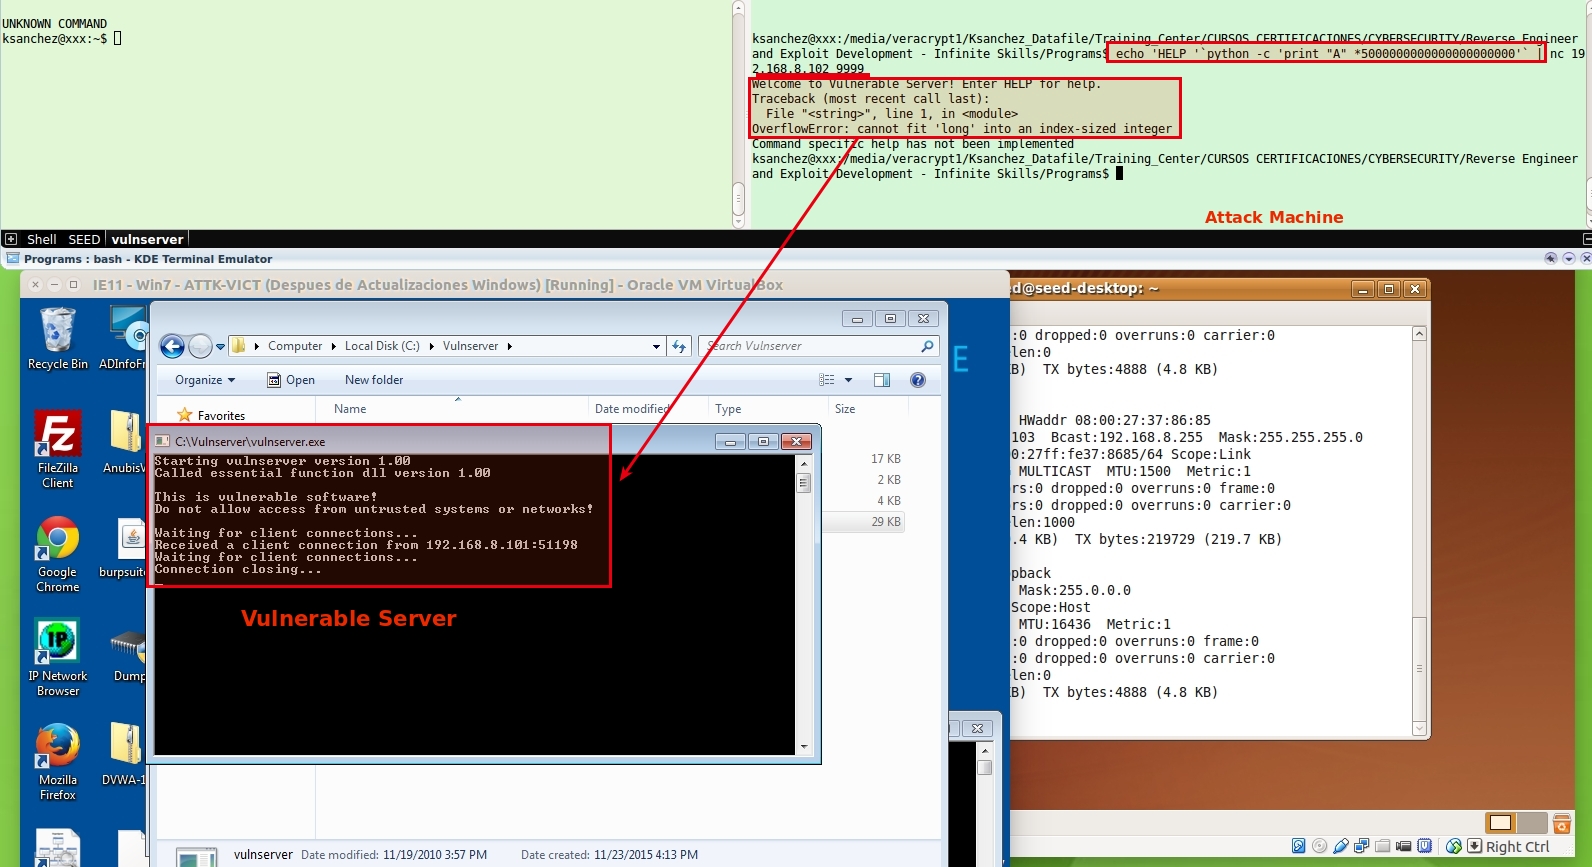 UNKNOWN COMMAND
ksanchez@xxx:~$
ksanchez@xxx:/media/veracrypt1/Ksanchez_Datafile/Training_Center/CURSOS CERTIFICACIONES/CYBERSECURITY/Reverse Engineer
and Exploit Development - Infinite Skills/Programs$ echo 'HELP '`python -c 'print "A" *5000000000000000000000'` | nc 19
2.168.8.102 9999
Welcome to Vulnerable Server! Enter HELP for help.
Traceback (most recent call last):
File "<string>", line 1, in <module>
OverflowError: cannot fit 'long' into an index-sized integer
Command specific help has not been implemented
ksanchez@xxx:/media/veracrypt1/Ksanchez_Datafile/Training_Center/CURSOS CERTIFICACIONES/CYBERSECURITY/Reverse Engineer
and Exploit Development - Infinite Skills/Programs$
Attack Machine
Shell SEED vulnserver
Programs : bash - KDE Terminal Emulator
IE11 - Win7 - ATTK-VICT (Despues de Actualizaciones Windows) [Running] - Oracle VM VirtualBox
Recycle Bin
ADInfoFr
FileZilla
Client
AnubisV
Google
Chrome
burpsuit
IP
IP Network
Browser
Dump
Mozilla
Firefox
DVWA-1
Computer Local Disk (C:) Vulnserver
Search Vulnserver
Organize Open New folder
Favorites
Name Date modified Type Size
17 KB
2 KB
4 KB
29 KB
E
C:\Vulnserver\vulnserver.exe
Starting vulnserver version 1.00
Called essential function dll version 1.00
This is vulnerable software!
Do not allow access from untrusted systems or networks!
Waiting for client connections...
Received a client connection from 192.168.8.101:51198
Waiting for client connections...
Connection closing...
Vulnerable Server
vulnserver Date modified: 11/19/2010 3:57 PM Date created: 11/23/2015 4:13 PM
ed@seed-desktop: ~
:0 dropped:0 overruns:0 carrier:0
len:0
KB) TX bytes:4888 (4.8 KB)
HWaddr 08:00:27:37:86:85
103 Bcast:192.168.8.255 Mask:255.255.255.0
00:27ff:fe37:8685/64 Scope:Link
MULTICAST MTU:1500 Metric:1
rs:0 dropped:0 overruns:0 frame:0
ers:0 dropped:0 overruns:0 carrier:0
len:1000
.4 KB) TX bytes:219729 (219.7 KB)
pback
Mask:255.0.0.0
Scope:Host
MTU:16436 Metric:1
:0 dropped:0 overruns:0 frame:0
:0 dropped:0 overruns:0 carrier:0
len:0
KB) TX bytes:4888 (4.8 KB)
Right Ctrl